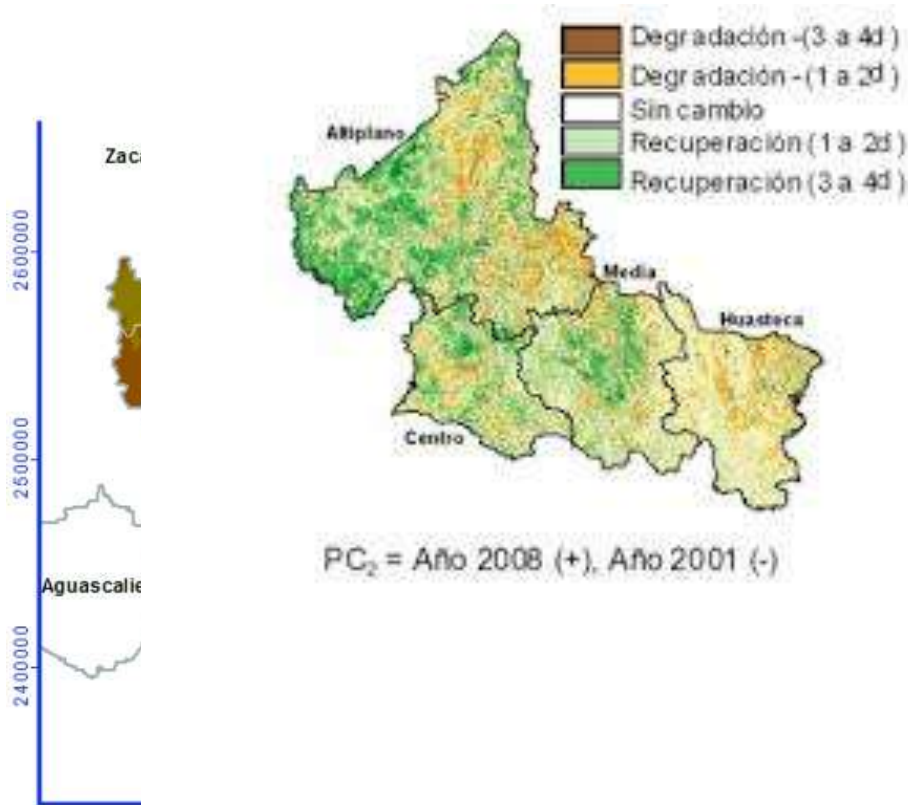 Degradación -(3 a 4d )
Degradación -(1 a 2d )
Sin cambio
Recuperación (1 a 2d )
Recuperación (3 a 4d )
Altiplano
Zaca
2600000
Media
Huasteca
Centro
2500000
PC₂ = Año 2008 (+), Año 2001 (-)
Aguascalie
2400000